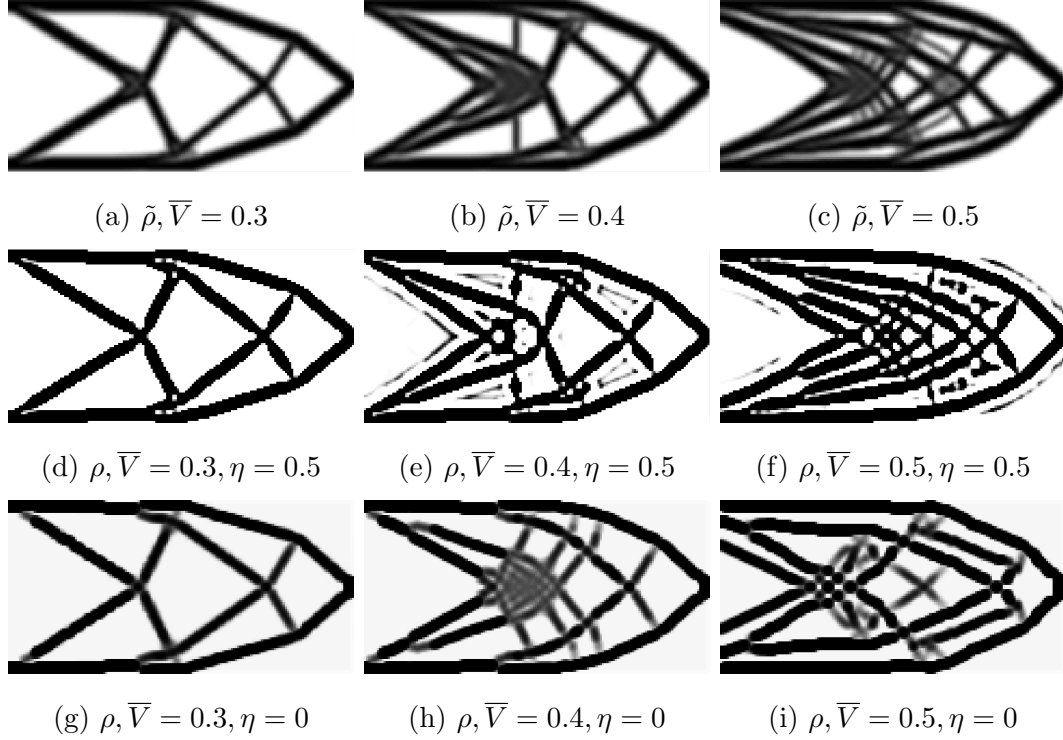 (a) ρ̃, V̅ = 0.3
(b) ρ̃, V̅ = 0.4
(c) ρ̃, V̅ = 0.5
(d) ρ, V̅ = 0.3, η = 0.5
(e) ρ, V̅ = 0.4, η = 0.5
(f) ρ, V̅ = 0.5, η = 0.5
(g) ρ, V̅ = 0.3, η = 0
(h) ρ, V̅ = 0.4, η = 0
(i) ρ, V̅ = 0.5, η = 0